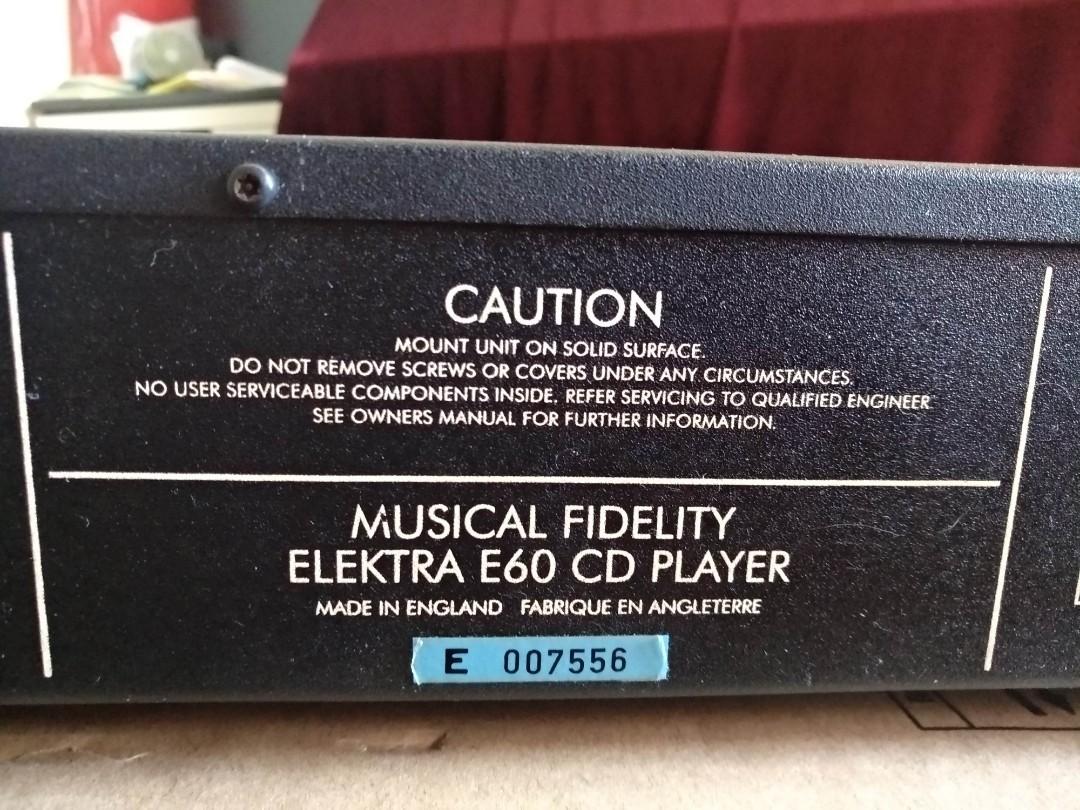 CAUTION
MOUNT UNIT ON SOLID SURFACE.
DO NOT REMOVE SCREWS OR COVERS UNDER ANY CIRCUMSTANCES.
NO USER SERVICEABLE COMPONENTS INSIDE. REFER SERVICING TO QUALIFIED ENGINEER
SEE OWNERS MANUAL FOR FURTHER INFORMATION.
MUSICAL FIDELITY
ELEKTRA E60 CD PLAYER
MADE IN ENGLAND FABRIQUE EN ANGLETERRE
E 007556